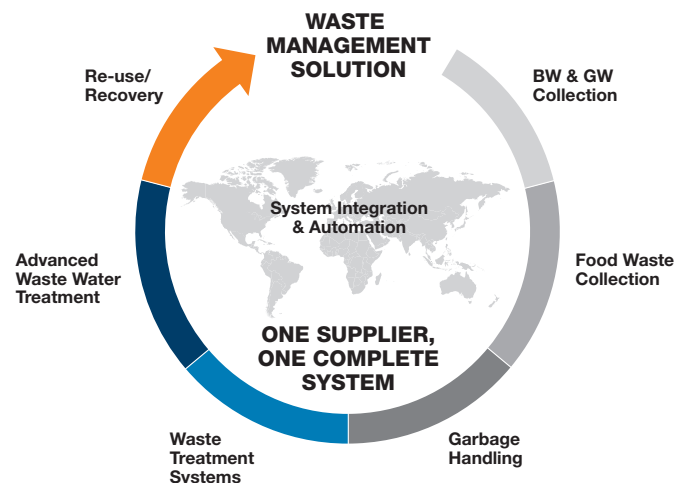 WASTE
MANAGEMENT
SOLUTION
BW & GW
Collection
Food Waste
Collection
Garbage
Handling
Waste
Treatment
Systems
Advanced
Waste Water
Treatment
Re-use/
Recovery
System Integration
& Automation
ONE SUPPLIER,
ONE COMPLETE
SYSTEM